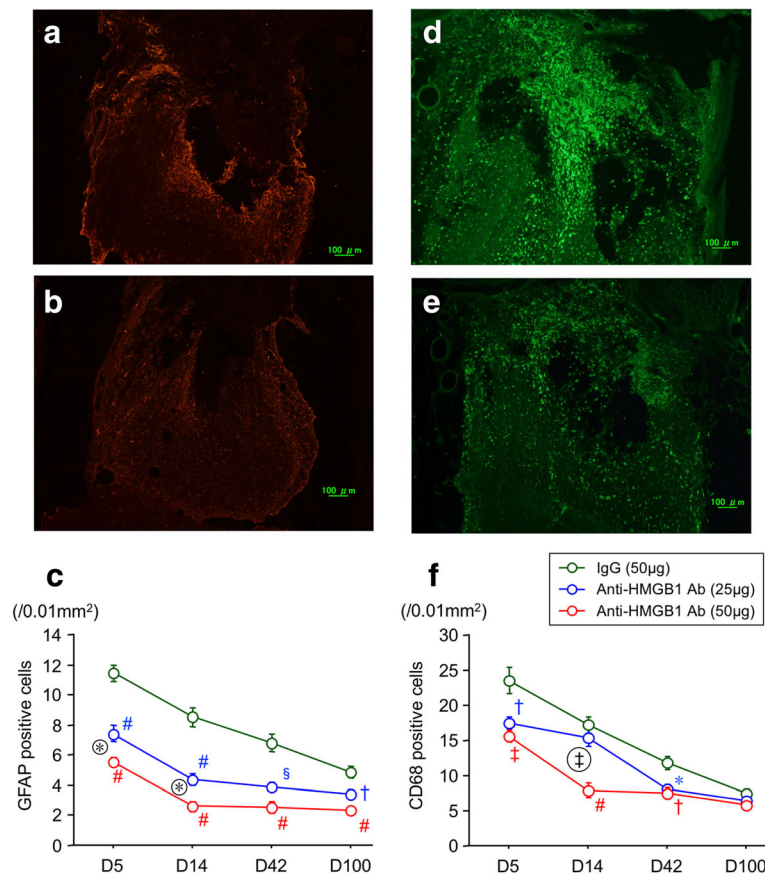 a
d
100 μm
100 μm
b
e
100 μm
100 μm
c
f
IgG (50μg)
Anti-HMGB1 Ab (25μg)
Anti-HMGB1 Ab (50μg)
(/0.01mm²)
(/0.01mm²)
GFAP positive cells
14
12
10
8
6
4
2
0
# # § †
* *
# # # #
D5 D14 D42 D100
CD68 positive cells
30
25
20
15
10
5
0
† *
‡
‡ # †
D5 D14 D42 D100